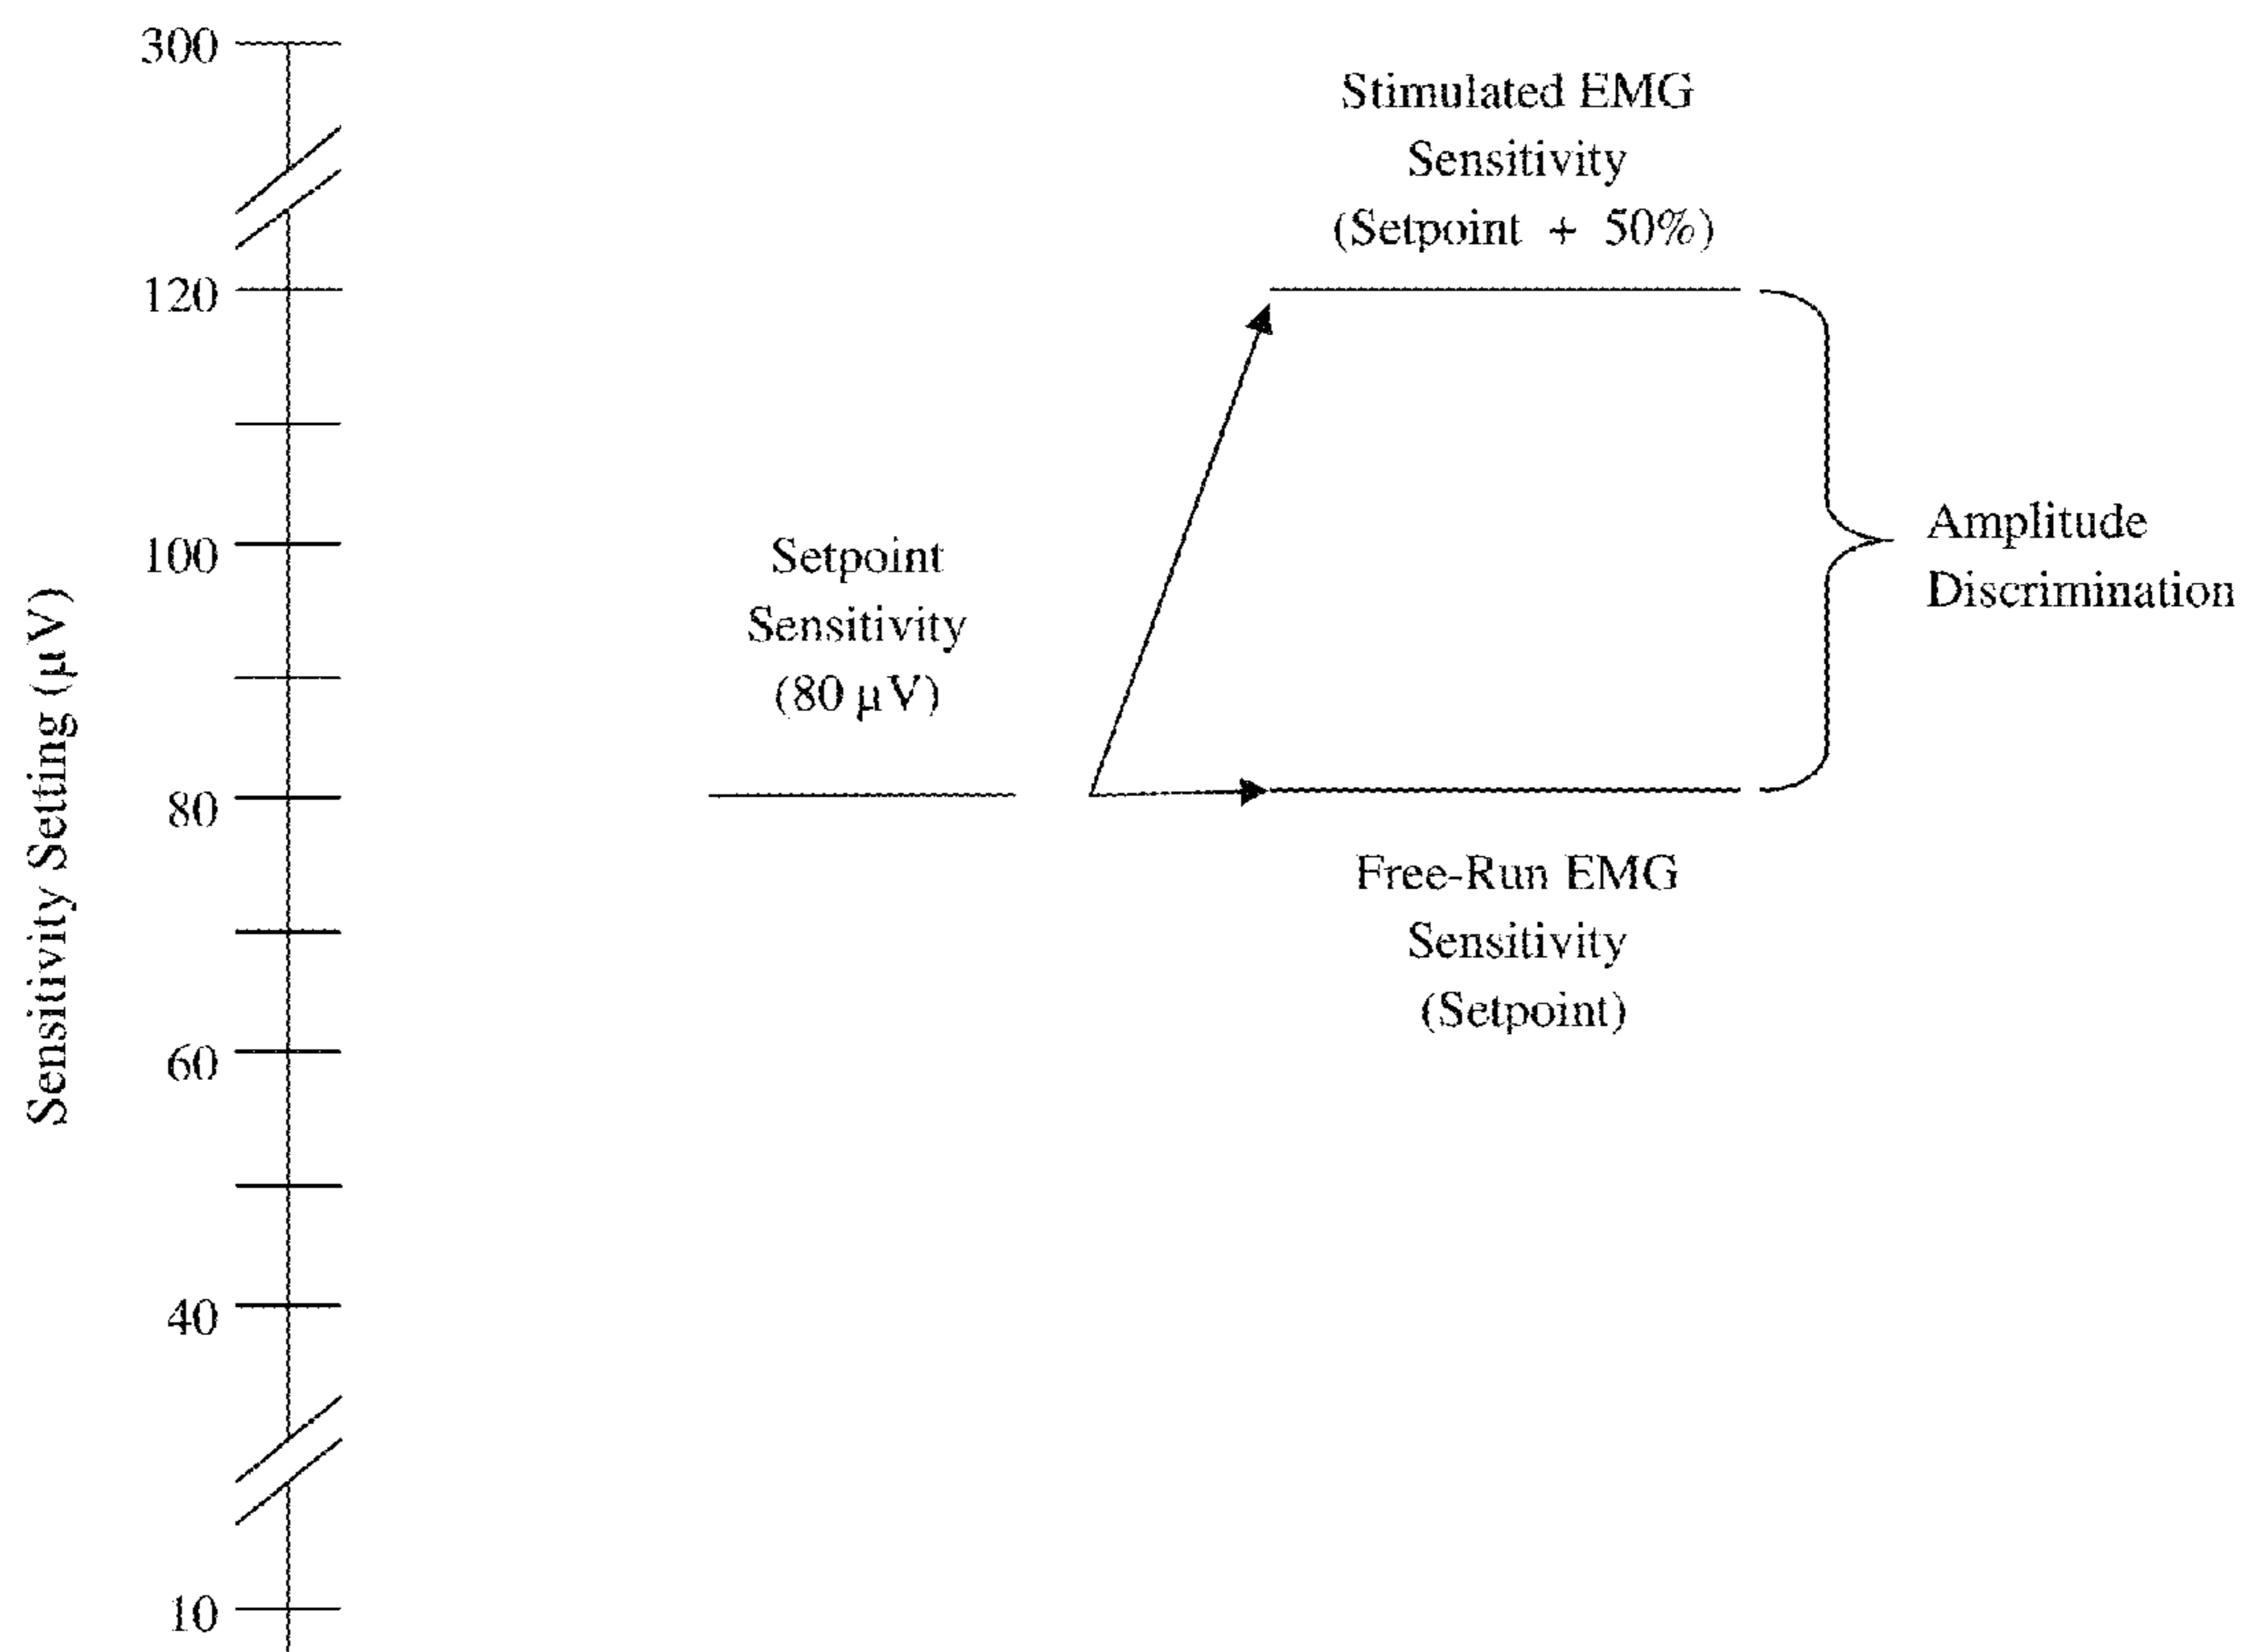 300
120
100
80
60
40
10
Sensitivity Setting (µV)
Setpoint
Sensitivity
(80 µV)
Stimulated EMG
Sensitivity
(Setpoint + 50%)
Free-Run EMG
Sensitivity
(Setpoint)
Amplitude
Discrimination